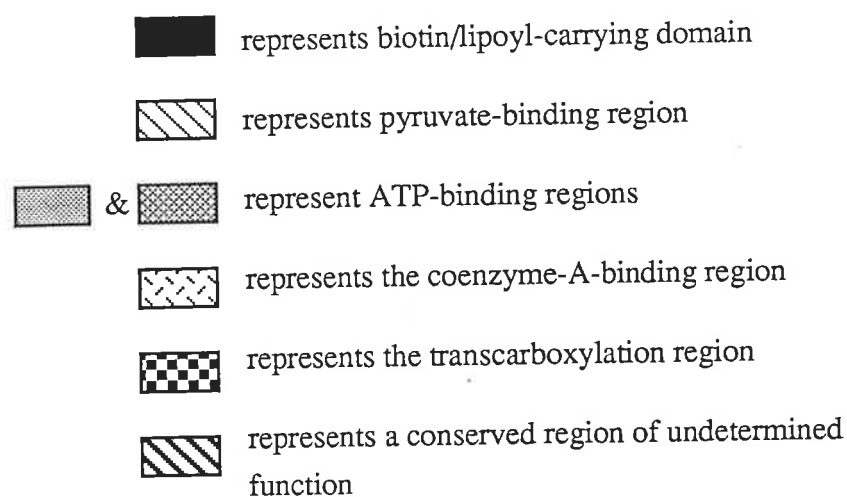 represents biotin/lipoyl-carrying domain
represents pyruvate-binding region
& represent ATP-binding regions
represents the coenzyme-A-binding region
represents the transcarboxylation region
represents a conserved region of undetermined
function